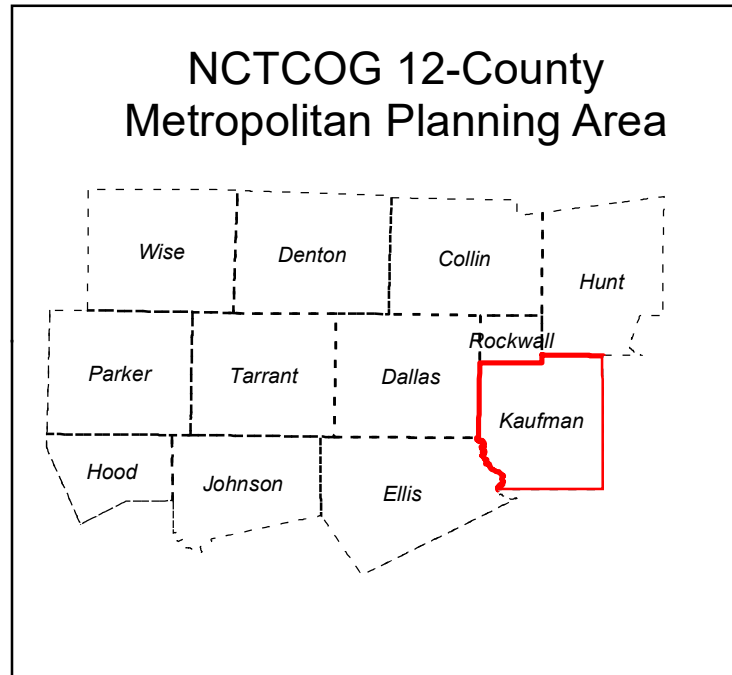 NCTCOG 12-County
Metropolitan Planning Area
Wise
Denton
Collin
Hunt
Rockwall
Parker
Tarrant
Dallas
Kaufman
Hood
Johnson
Ellis